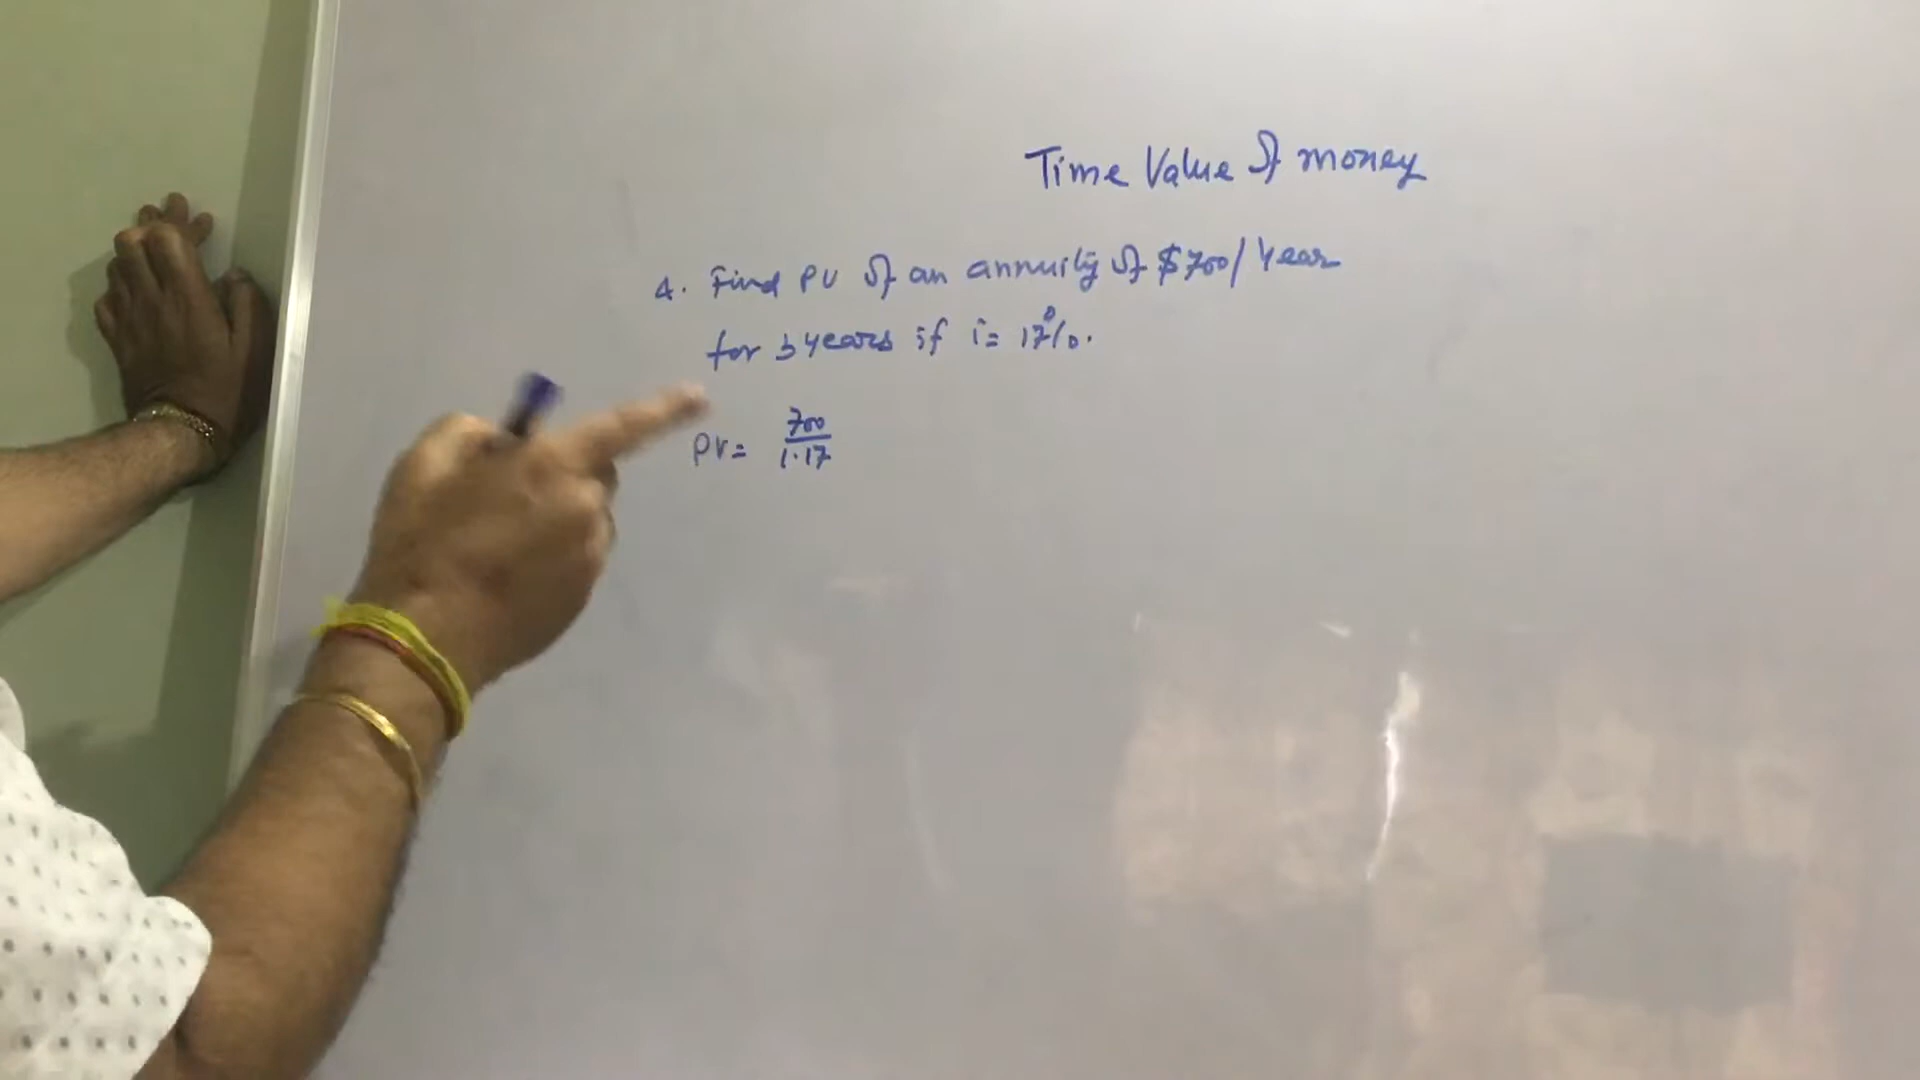 Time Value of money
4. Find PV of an annuity of $700/year
for 3 years if i = 17%.
PV = 700/1.17